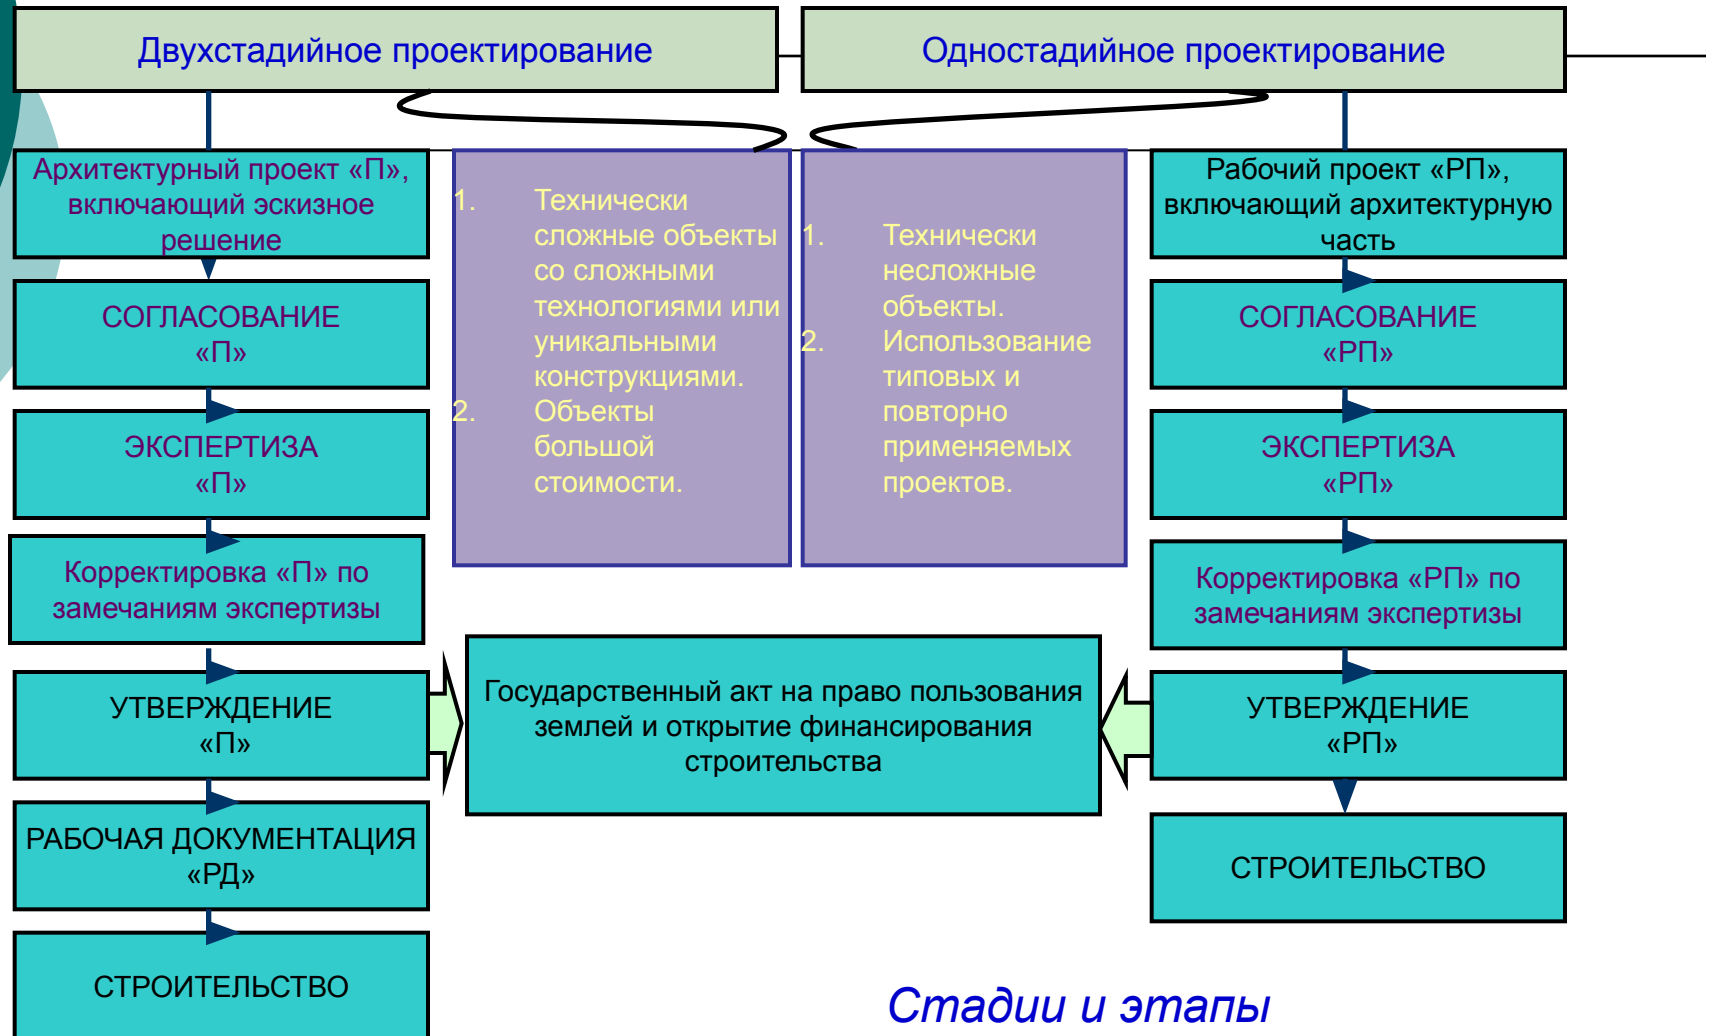 Двухстадийное проектирование
Одностадийное проектирование
Архитектурный проект «П»,
включающий эскизное
решение
СОГЛАСОВАНИЕ
«П»
ЭКСПЕРТИЗА
«П»
Корректировка «П» по
замечаниям экспертизы
УТВЕРЖДЕНИЕ
«П»
РАБОЧАЯ ДОКУМЕНТАЦИЯ
«РД»
СТРОИТЕЛЬСТВО
1. Технически
сложные объекты
со сложными
технологиями или
уникальными
конструкциями.
2. Объекты
большой
стоимости.
1. Технически
несложные
объекты.
2. Использование
типовых и
повторно
применяемых
проектов.
Государственный акт на право пользования
землей и открытие финансирования
строительства
Рабочий проект «РП»,
включающий архитектурную
часть
СОГЛАСОВАНИЕ
«РП»
ЭКСПЕРТИЗА
«РП»
Корректировка «РП» по
замечаниям экспертизы
УТВЕРЖДЕНИЕ
«РП»
СТРОИТЕЛЬСТВО
Стадии и этапы